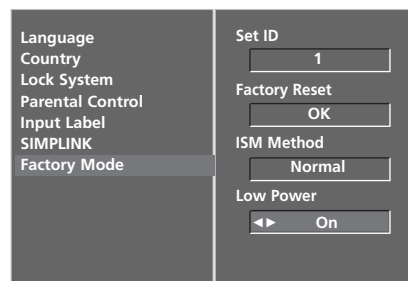 Language
Country
Lock System
Parental Control
Input Label
SIMPLINK
Factory Mode
Set ID
1
Factory Reset
OK
ISM Method
Normal
Low Power
◄► On